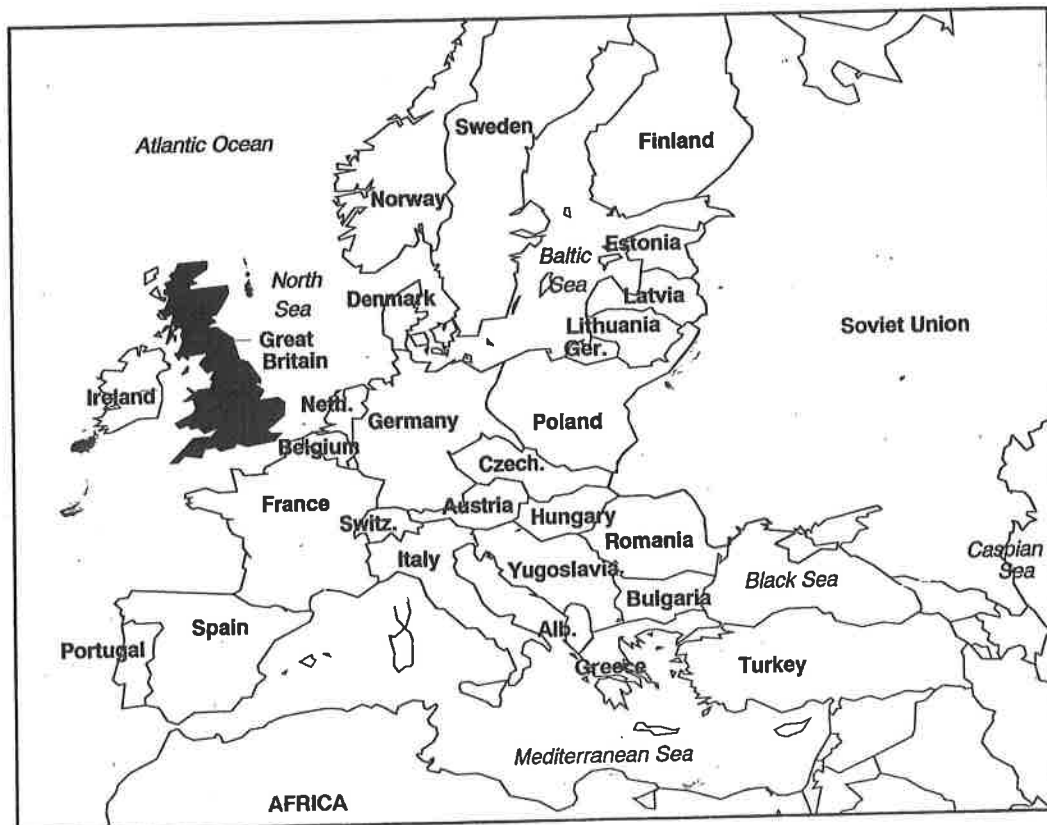 Atlantic Ocean
Sweden
Finland
Norway
North
Sea
Baltic
Sea
Estonia
Denmark
Latvia
Lithuania
Soviet Union
Great
Britain
Ger.
Ireland
Neth.
Germany
Poland
Belgium
Czech.
France
Austria
Switz.
Hungary
Romania
Italy
Yugoslavia
Black Sea
Caspian
Sea
Bulgaria
Portugal
Spain
Alb.
Greece
Turkey
Mediterranean Sea
AFRICA